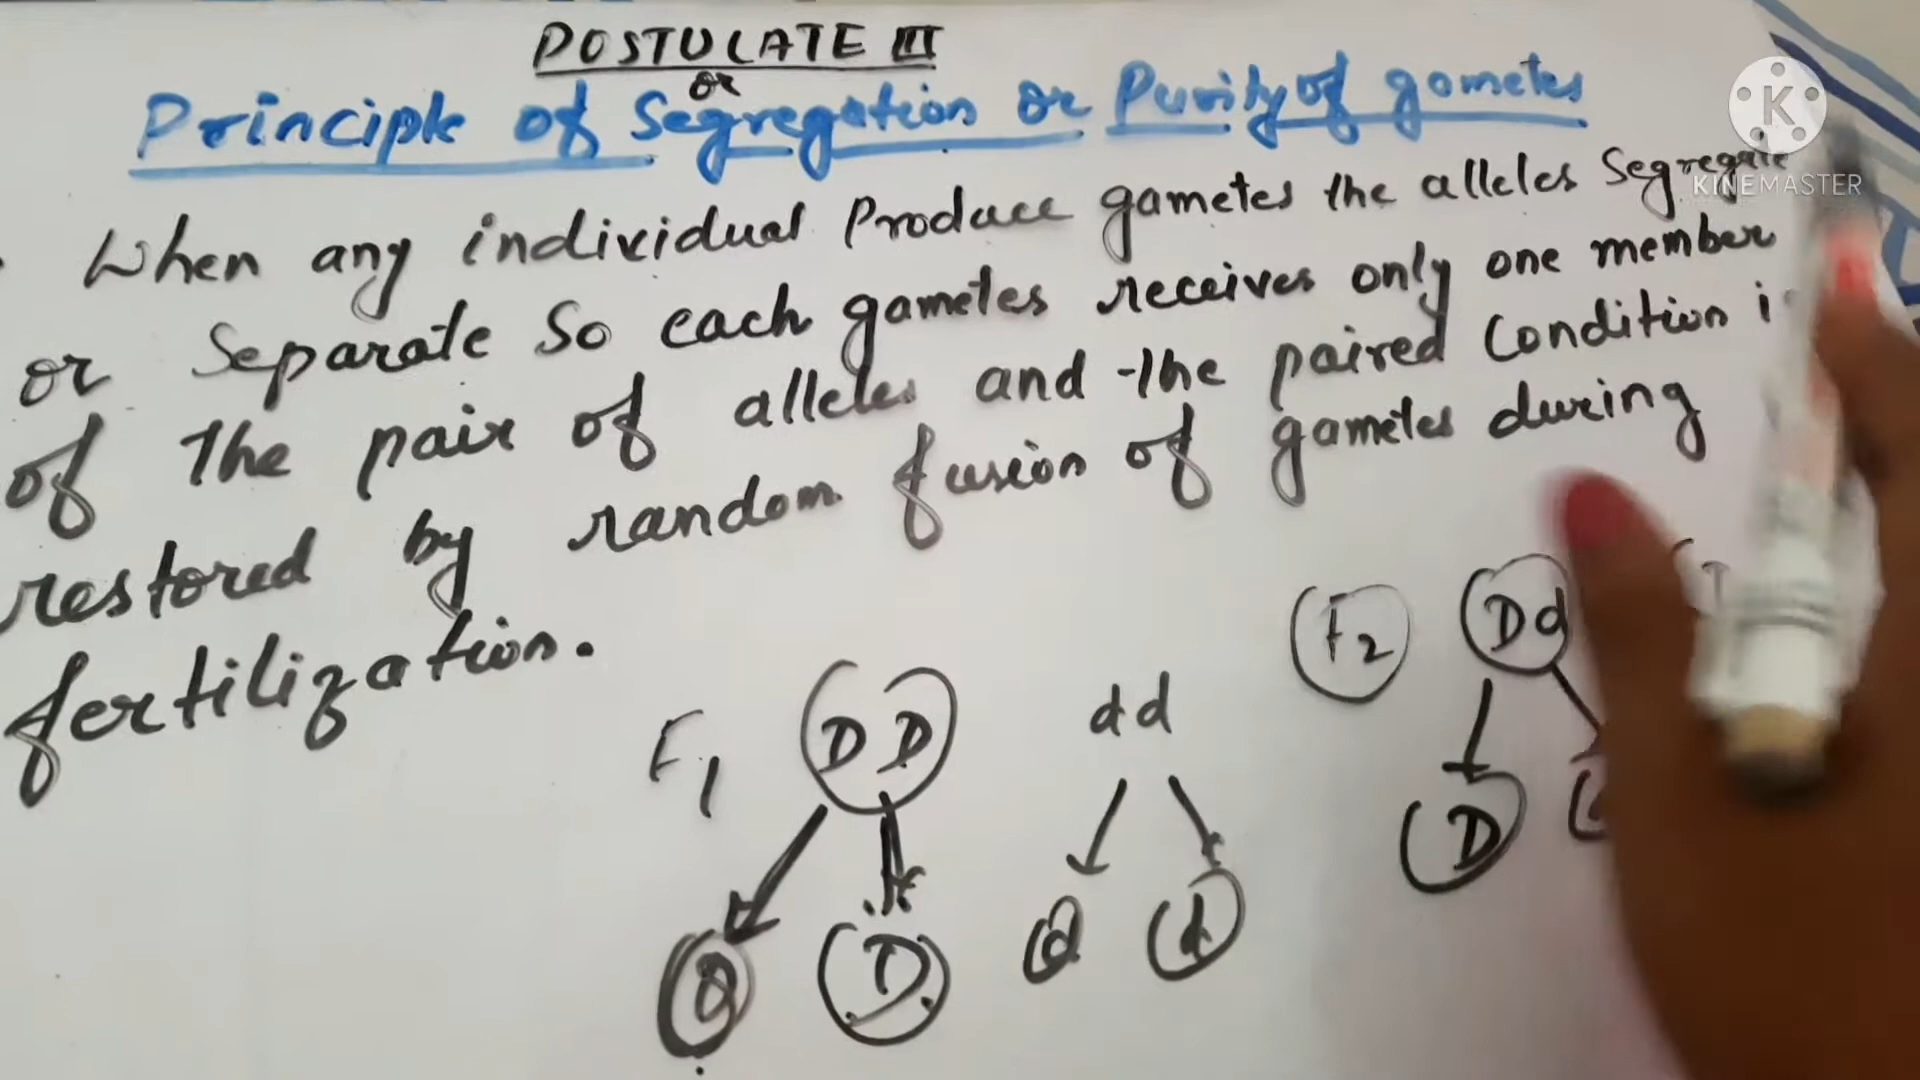 POSTULATE III
or
Principle of Segregation or Purity of gametes
When any individual Produce gametes the alleles Segregate
or Separate So each gametes receives only one member
of The pair of alleles and the paired Condition
restored by random fusion of gametes during
fertilization.
F1 DD dd
F2 Dd
D D d d
D
K
KINEMASTER